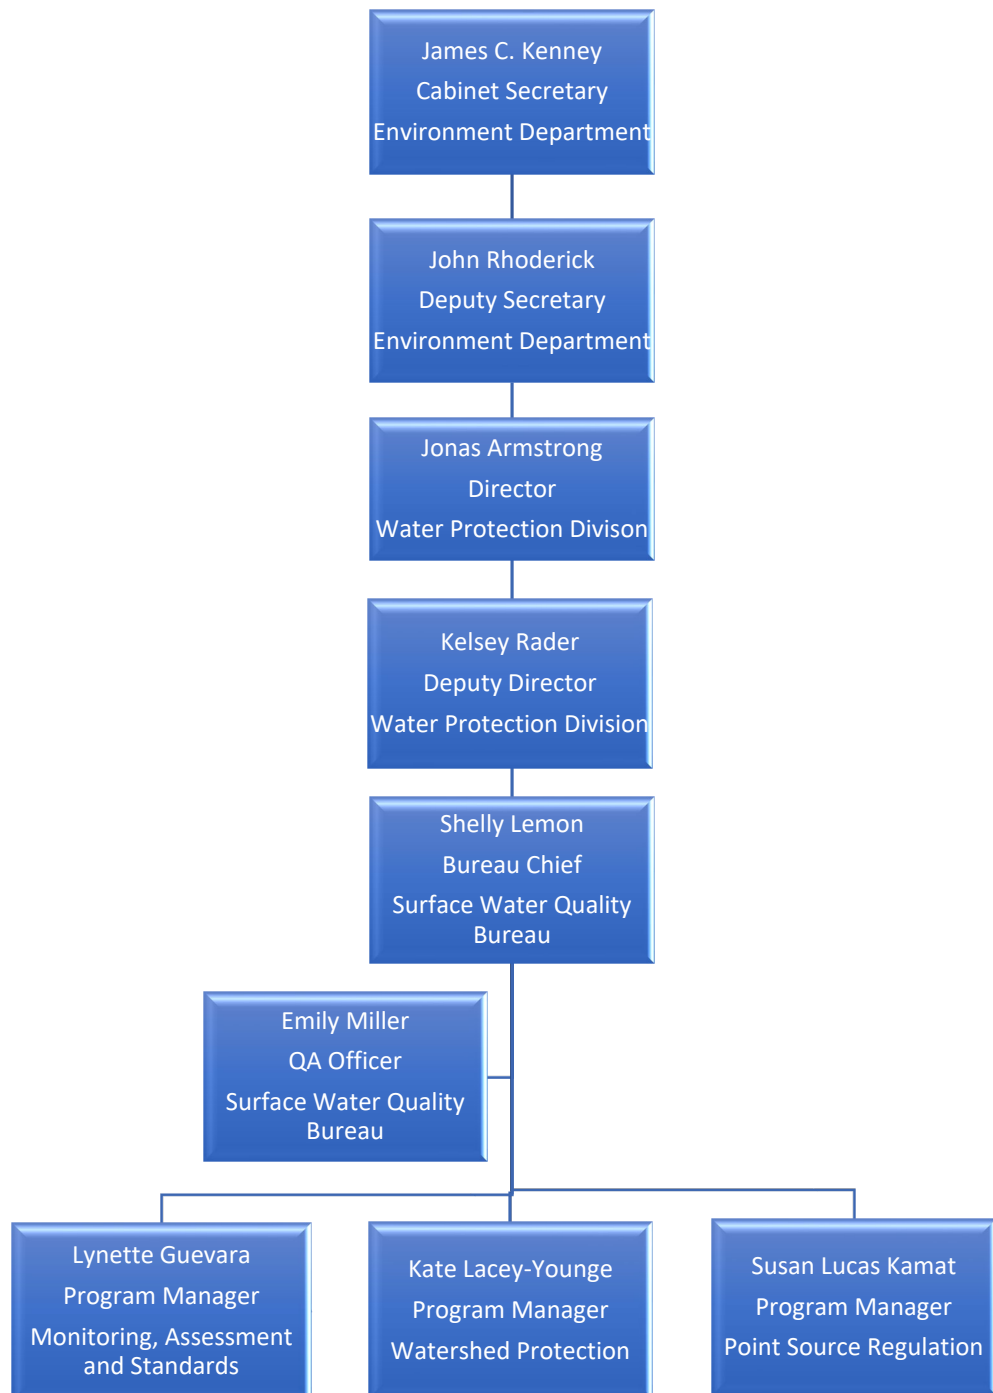 James C. Kenney
Cabinet Secretary
Environment Department
John Rhoderick
Deputy Secretary
Environment Department
Jonas Armstrong
Director
Water Protection Divison
Kelsey Rader
Deputy Director
Water Protection Division
Shelly Lemon
Bureau Chief
Surface Water Quality
Bureau
Emily Miller
QA Officer
Surface Water Quality
Bureau
Lynette Guevara
Program Manager
Monitoring, Assessment
and Standards
Kate Lacey-Younge
Program Manager
Watershed Protection
Susan Lucas Kamat
Program Manager
Point Source Regulation